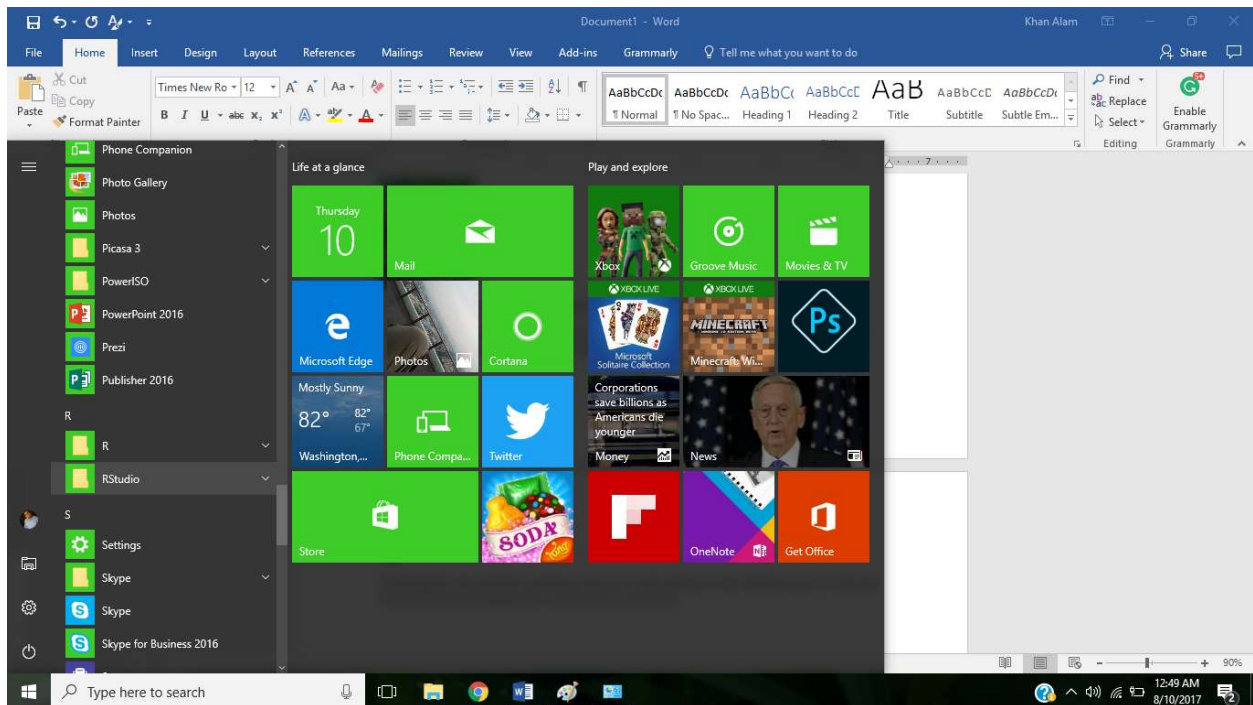 Document1 - Word
Khan Alam
File Home Insert Design Layout References Mailings Review View Add-ins Grammarly Tell me what you want to do Share
Paste
Cut
Copy
Format Painter
Times New Ro 12
AaBbCcDc AaBbCcDc AaBbCc AaBbCcD AaB AaBbCcD AaBbCcDc
¶ Normal ¶ No Spac... Heading 1 Heading 2 Title Subtitle Subtle Em...
Find
Replace
Select
Editing
Enable
Grammarly
Grammarly
7
Phone Companion
Photo Gallery
Photos
Picasa 3
PowerISO
PowerPoint 2016
Prezi
Publisher 2016
R
R
RStudio
S
Settings
Skype
Skype
Skype for Business 2016
Life at a glance
Thursday
10
Mail
Microsoft Edge
Photos
Cortana
Mostly Sunny
82° 82°
67°
Washington,...
Phone Compa...
Twitter
Store
SODA
King
Play and explore
Xbox
Groove Music
Movies & TV
XBOX LIVE
Microsoft
Solitaire Collection
XBOX LIVE
MINECRAFT
Minecraft: Wi...
Ps
Corporations
save billions as
Americans die
younger
Money
News
OneNote
Get Office
90%
Type here to search
12:49 AM
8/10/2017
2